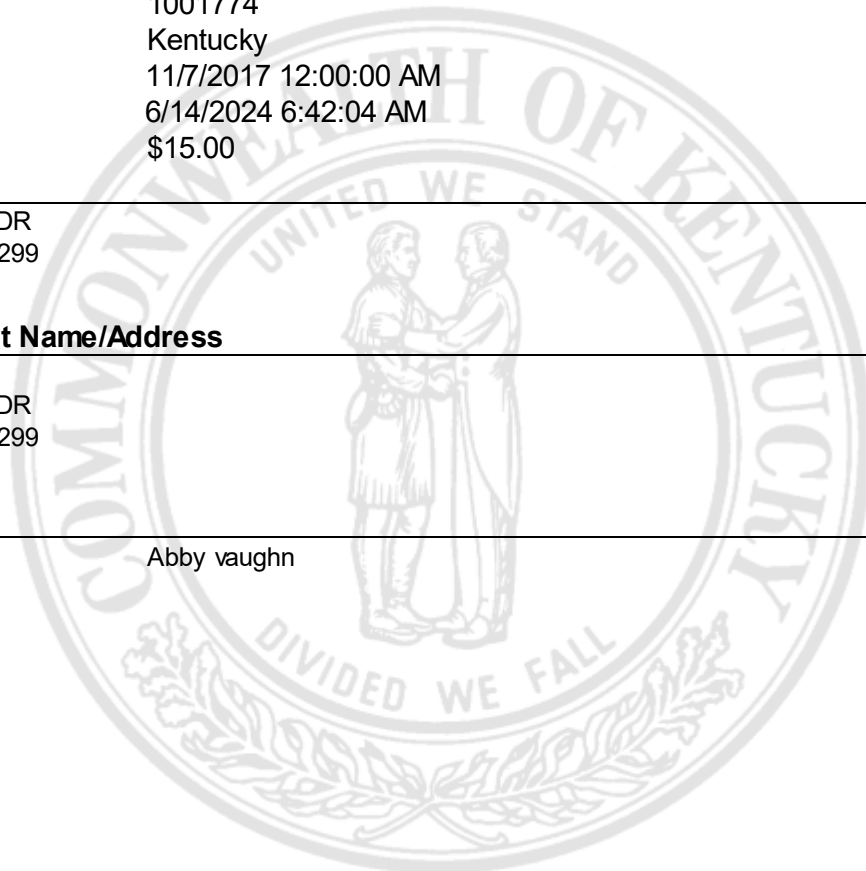 1001774
Kentucky
11/7/2017 12:00:00 AM
6/14/2024 6:42:04 AM
$15.00
DR
299
t Name/Address
DR
299
Abby vaughn
COMMONWEALTH OF KENTUCKY
UNITED WE STAND
DIVIDED WE FALL